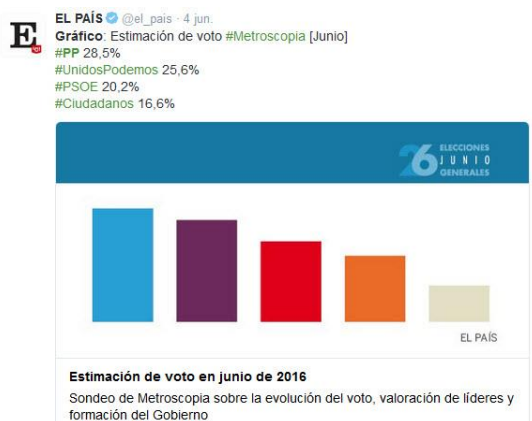 EL PAÍS @el_pais · 4 jun.
Gráfico: Estimación de voto #Metroscopia [Junio]
#PP 28,5%
#UnidosPodemos 25,6%
#PSOE 20,2%
#Ciudadanos 16,6%
E
26 ELECCIONES
JUNIO
GENERALES
EL PAÍS
Estimación de voto en junio de 2016
Sondeo de Metroscopia sobre la evolución del voto, valoración de líderes y
formación del Gobierno